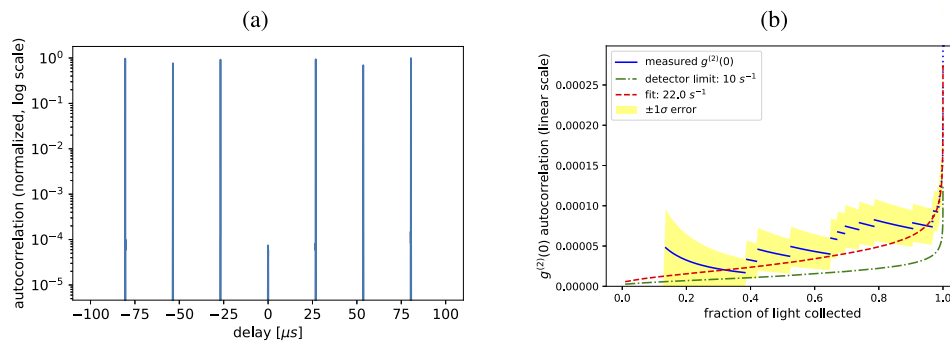 (a)
autocorrelation (normalized, log scale)
10⁰
10⁻¹
10⁻²
10⁻³
10⁻⁴
10⁻⁵
−100 −75 −50 −25 0 25 50 75 100
delay [μs]
(b)
g⁽²⁾(0) autocorrelation (linear scale)
0.00025
0.00020
0.00015
0.00010
0.00005
0.00000
measured g⁽²⁾(0)
detector limit: 10 s⁻¹
fit: 22.0 s⁻¹
±1σ error
0.0 0.2 0.4 0.6 0.8 1.0
fraction of light collected